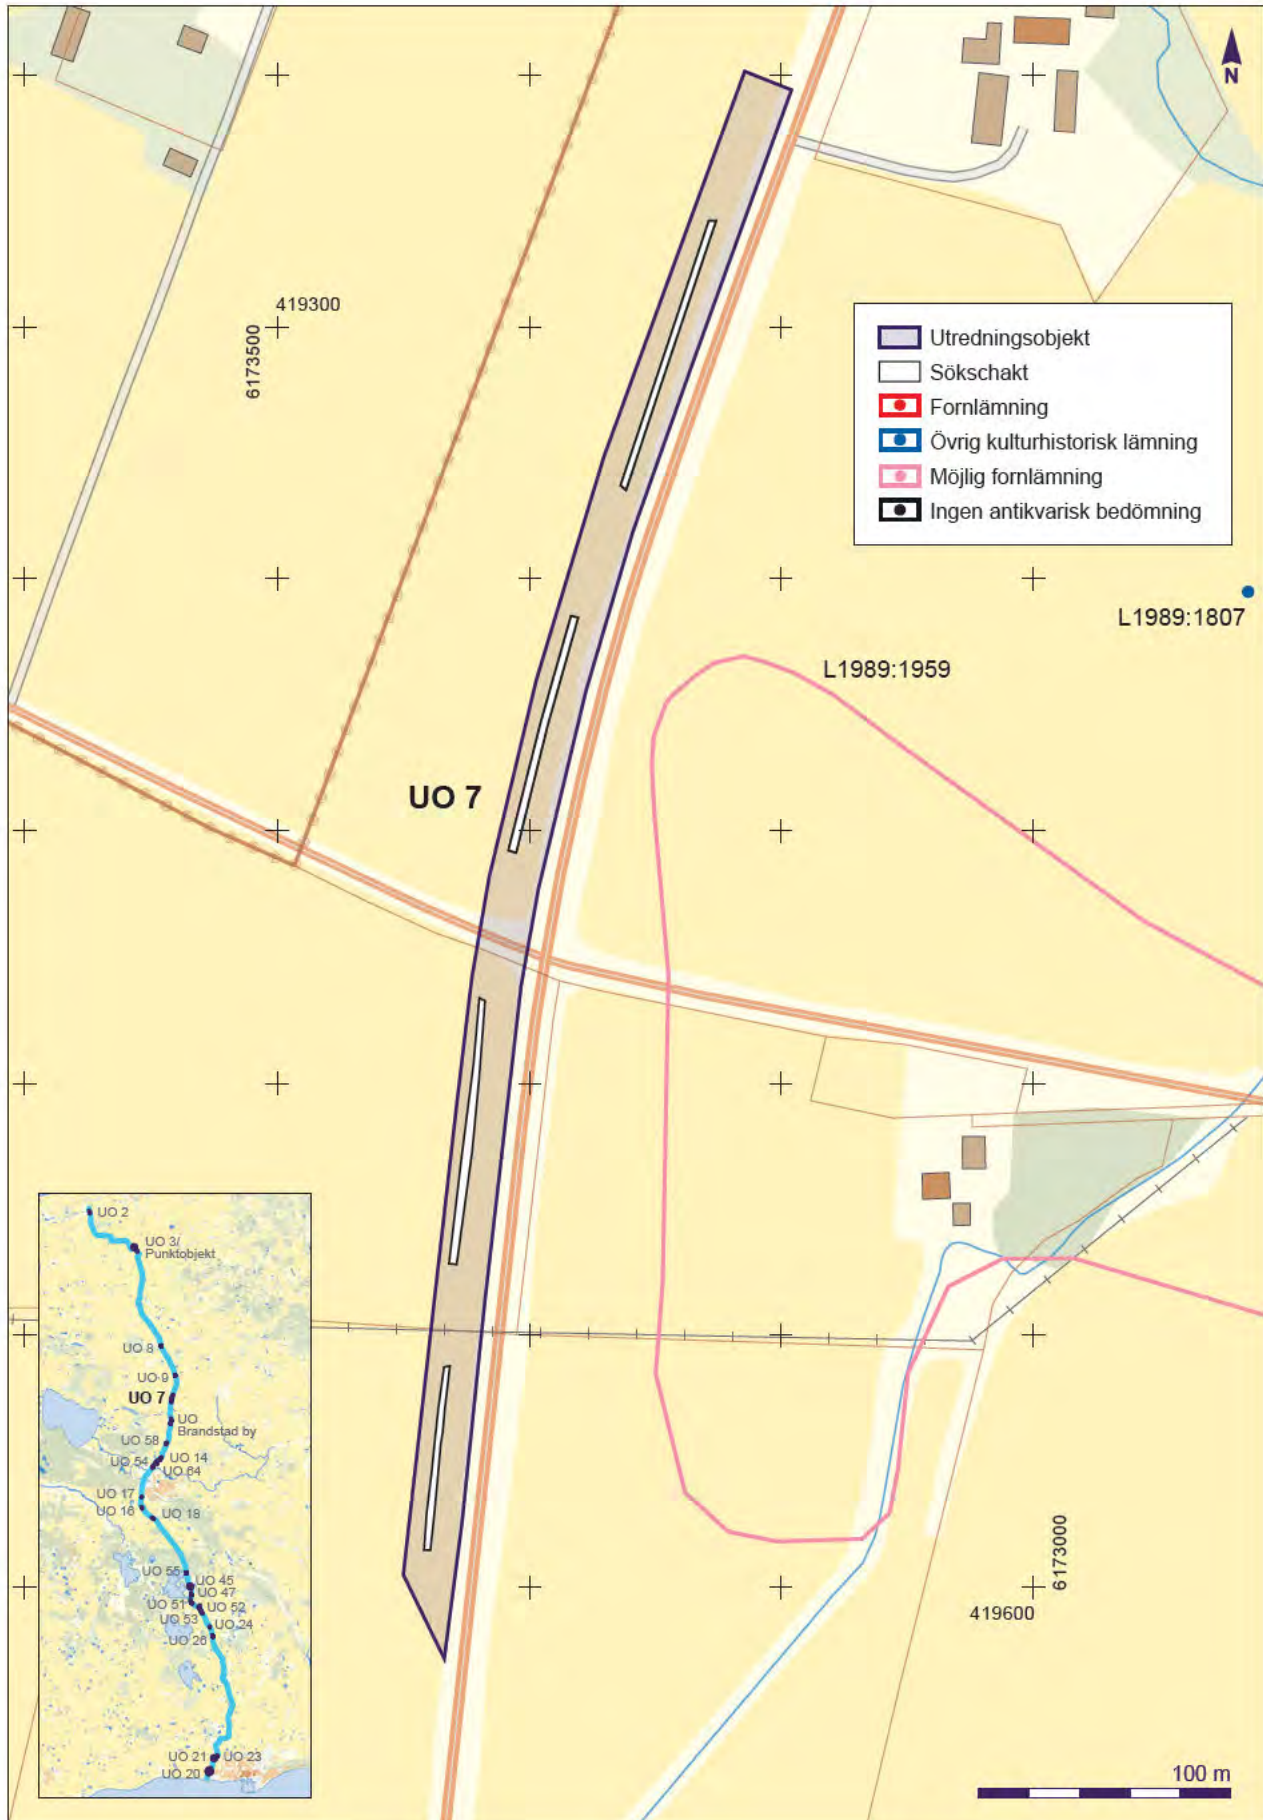 N
419300
6173500
Utredningsobjekt
Sökschakt
Fornlämning
Övrig kulturhistorisk lämning
Möjlig fornlämning
Ingen antikvarisk bedömning
L1989:1807
L1989:1959
UO 7
UO 2
UO 3/
Punktobjekt
UO 8
UO 9
UO 7
UO
Brandstad by
UO 58
UO 14
UO 54
UO 64
UO 17
UO 16
UO 18
UO 55
UO 45
UO 47
UO 51
UO 52
UO 53
UO 24
UO 26
UO 21
UO 23
UO 20
6173000
419600
100 m